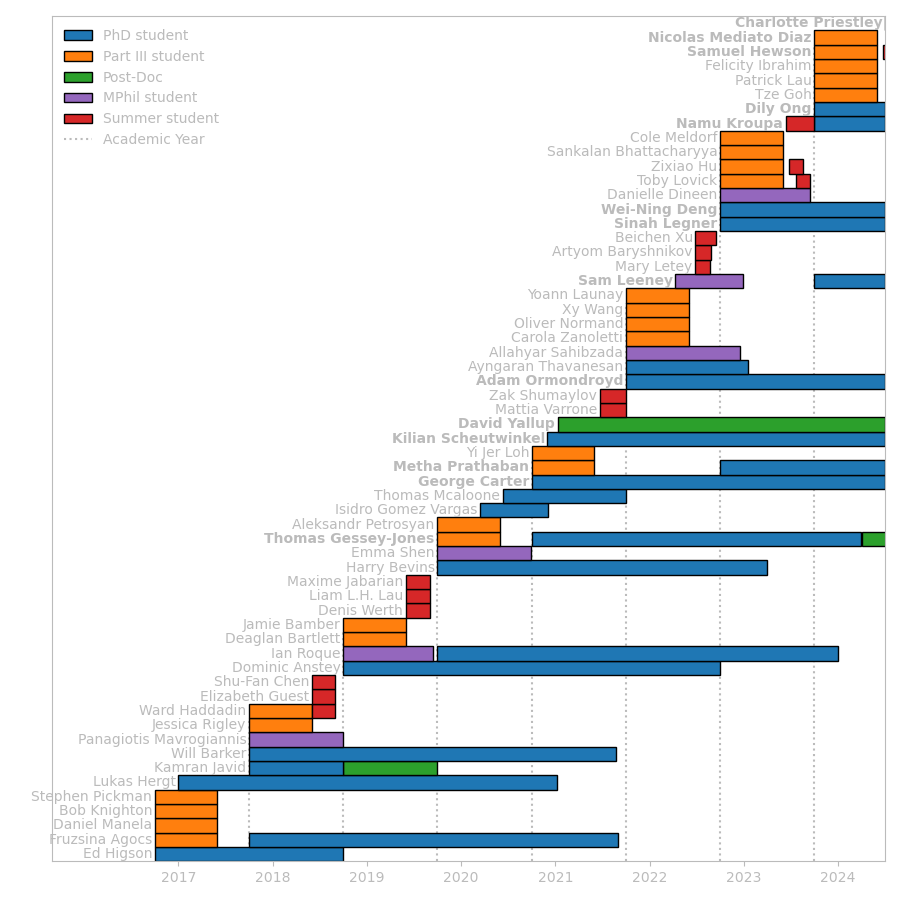 Charlotte Priestley
PhD student
Nicolas Mediato Diaz
Samuel Hewson
Part III student
Felicity Ibrahim
Post-Doc
Patrick Lau
MPhil student
Tze Goh
Dily Ong
Summer student
Namu Kroupa
Academic Year
Cole Meldorf
Sankalan Bhattacharyya
Zixiao Hu
Toby Lovick
Danielle Dineen
Wei-Ning Deng
Sinah Legner
Beichen Xu
Artyom Baryshnikov
Mary Letey
Sam Leeney
Yoann Launay
Xy Wang
Oliver Normand
Carola Zanoletti
Allahyar Sahibzada
Ayngaran Thavanesan
Adam Ormondroyd
Zak Shumaylov
Mattia Varrone
David Yallup
Kilian Scheutwinkel
Yi Jer Loh
Metha Prathaban
George Carter
Thomas Mcaloone
Isidro Gomez Vargas
Aleksandr Petrosyan
Thomas Gessey-Jones
Emma Shen
Harry Bevins
Maxime Jabarian
Liam L.H. Lau
Denis Werth
Jamie Bamber
Deaglan Bartlett
Ian Roque
Dominic Anstey
Shu-Fan Chen
Elizabeth Guest
Ward Haddadin
Jessica Rigley
Panagiotis Mavrogiannis
Will Barker
Kamran Javid
Lukas Hergt
Stephen Pickman
Bob Knighton
Daniel Manela
Fruzsina Agocs
Ed Higson
2017 2018 2019 2020 2021 2022 2023 2024